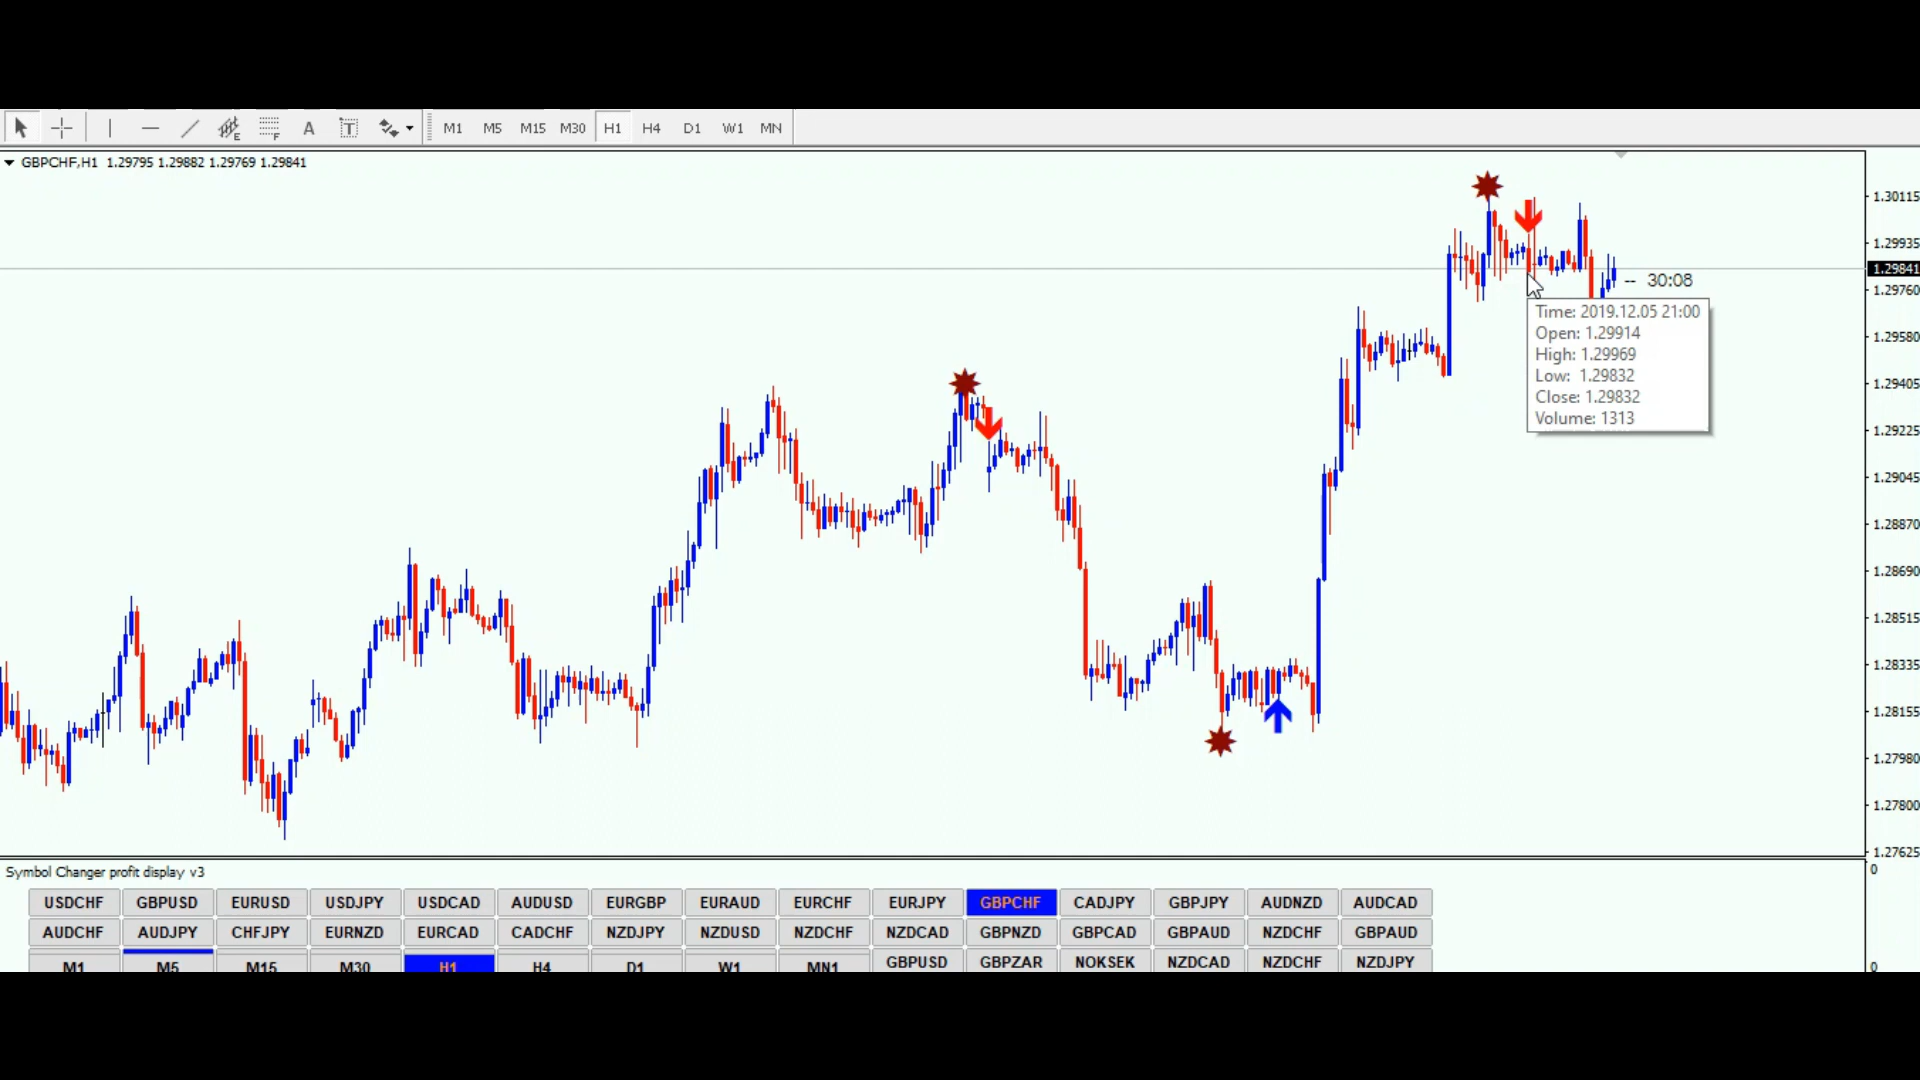 E F A T
M1 M5 M15 M30 H1 H4 D1 W1 MN
GBPCHF,H1 1.29795 1.29882 1.29769 1.29841
1.30115
1.29935
1.29841
30:08
1.29760
Time: 2019.12.05 21:00
Open: 1.29914
High: 1.29969
Low: 1.29832
Close: 1.29832
Volume: 1313
1.29580
1.29405
1.29225
1.29045
1.28870
1.28690
1.28515
1.28335
1.28155
1.27980
1.27800
1.27625
Symbol Changer profit display v3
0
USDCHF GBPUSD EURUSD USDJPY USDCAD AUDUSD EURGBP EURAUD EURCHF EURJPY GBPCHF CADJPY GBPJPY AUDNZD AUDCAD
AUDCHF AUDJPY CHFJPY EURNZD EURCAD CADCHF NZDJPY NZDUSD NZDCHF NZDCAD GBPNZD GBPCAD GBPAUD NZDCHF GBPAUD
M1 M5 M15 M30 H1 H4 D1 W1 MN1 GBPUSD GBPZAR NOKSEK NZDCAD NZDCHF NZDJPY
0